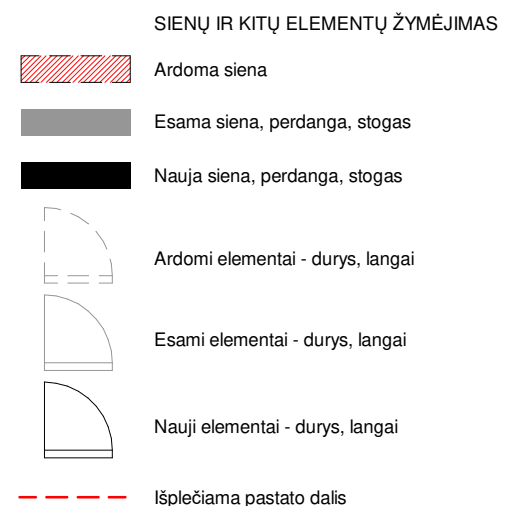 SIENŲ IR KITŲ ELEMENTŲ ŽYMĖJIMAS
Ardoma siena
Esama siena, perdanga, stogas
Nauja siena, perdanga, stogas
Ardomi elementai - durys, langai
Esami elementai - durys, langai
Nauji elementai - durys, langai
Išplečiama pastato dalis